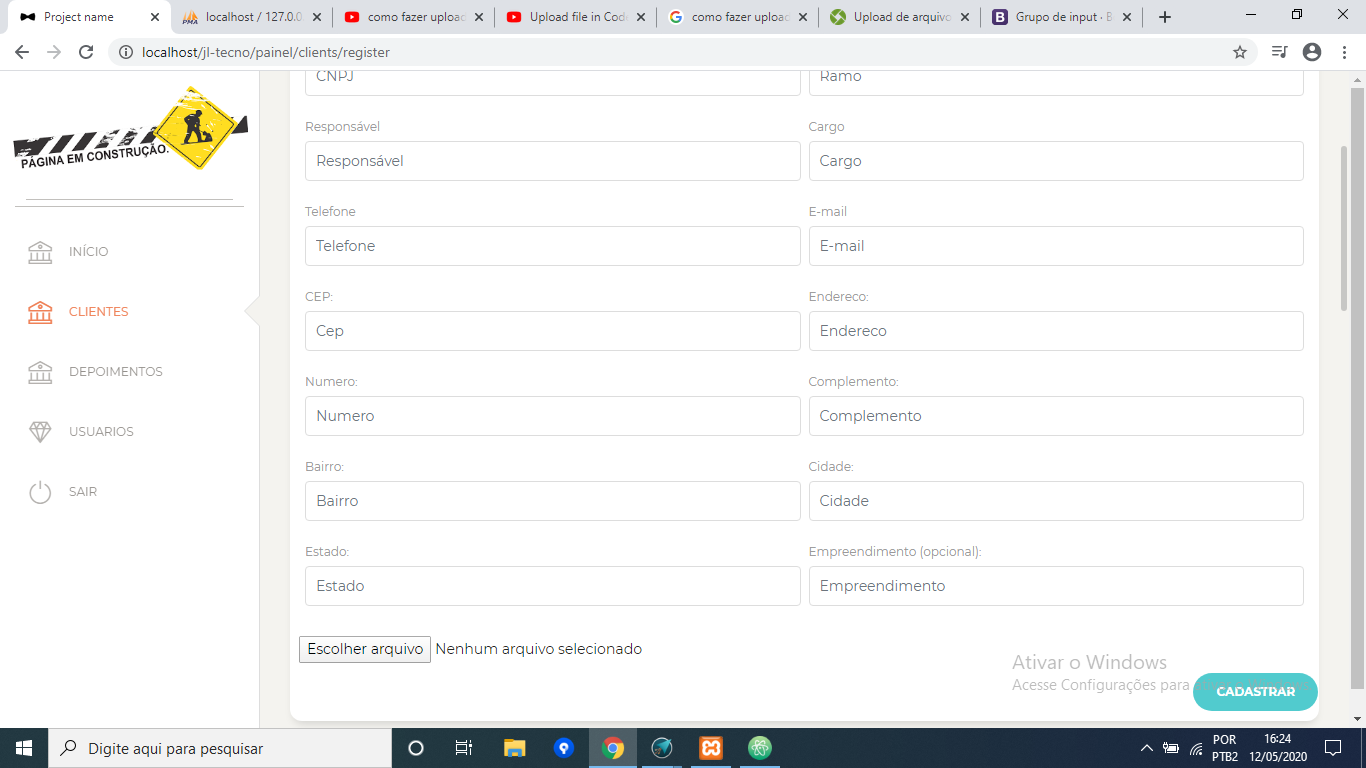 Project name
localhost / 127.0.0
como fazer upload
Upload file in Code
como fazer upload
Upload de arquivo
Grupo de input · B
localhost/jl-tecno/painel/clients/register
PÁGINA EM CONSTRUÇÃO.
INÍCIO
CLIENTES
DEPOIMENTOS
USUARIOS
SAIR
CNPJ
Ramo
Responsável
Cargo
Responsável
Cargo
Telefone
E-mail
Telefone
E-mail
CEP:
Endereco:
Cep
Endereco
Numero:
Complemento:
Numero
Complemento
Bairro:
Cidade:
Bairro
Cidade
Estado:
Empreendimento (opcional):
Estado
Empreendimento
Escolher arquivo Nenhum arquivo selecionado
Ativar o Windows
Acesse Configurações para
CADASTRAR
Digite aqui para pesquisar
POR
PTB2
16:24
12/05/2020